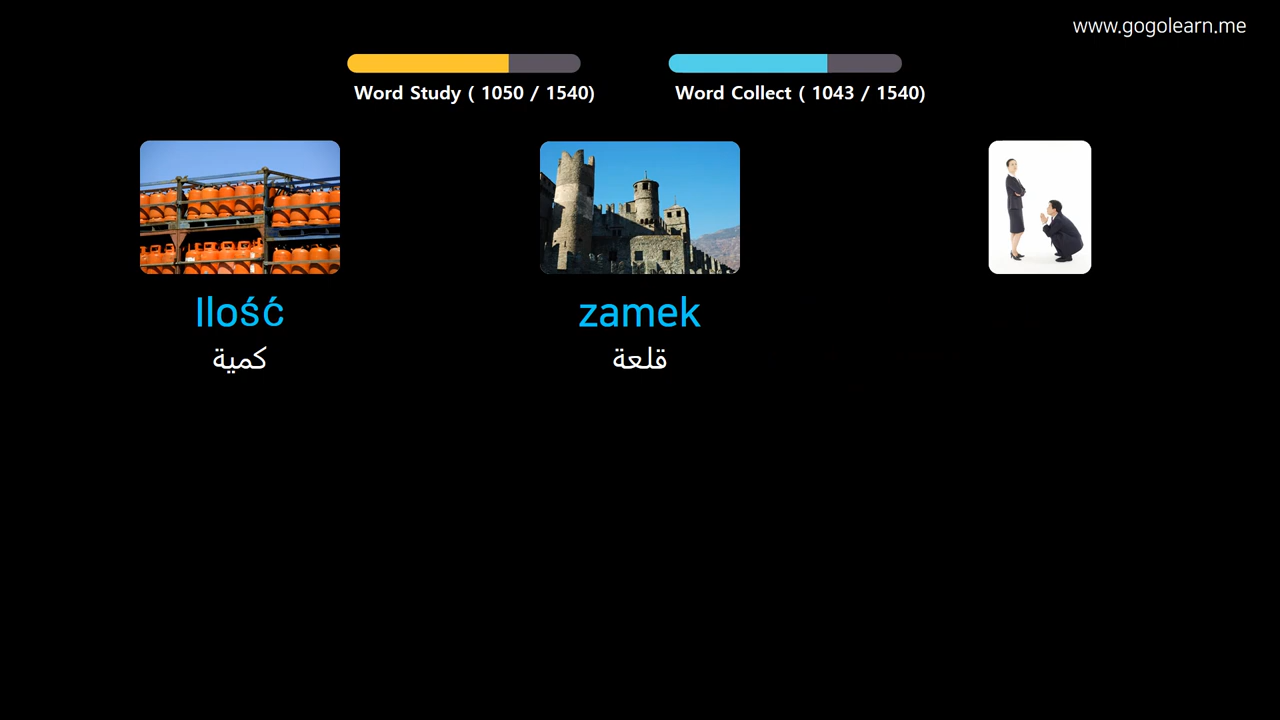 www.gogolearn.me
Word Study ( 1050 / 1540)
Word Collect ( 1043 / 1540)
Ilość
كمية
zamek
قلعة